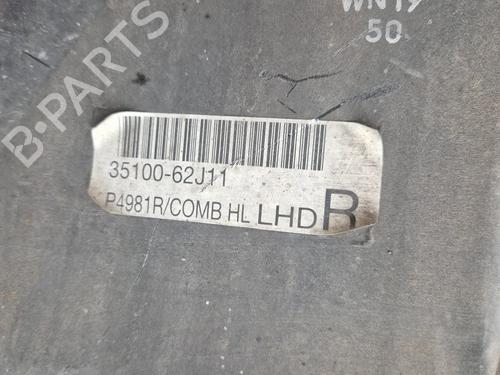 WN19
50
B-PARTS
35100-62J11
P4981R/COMB HL LHD R